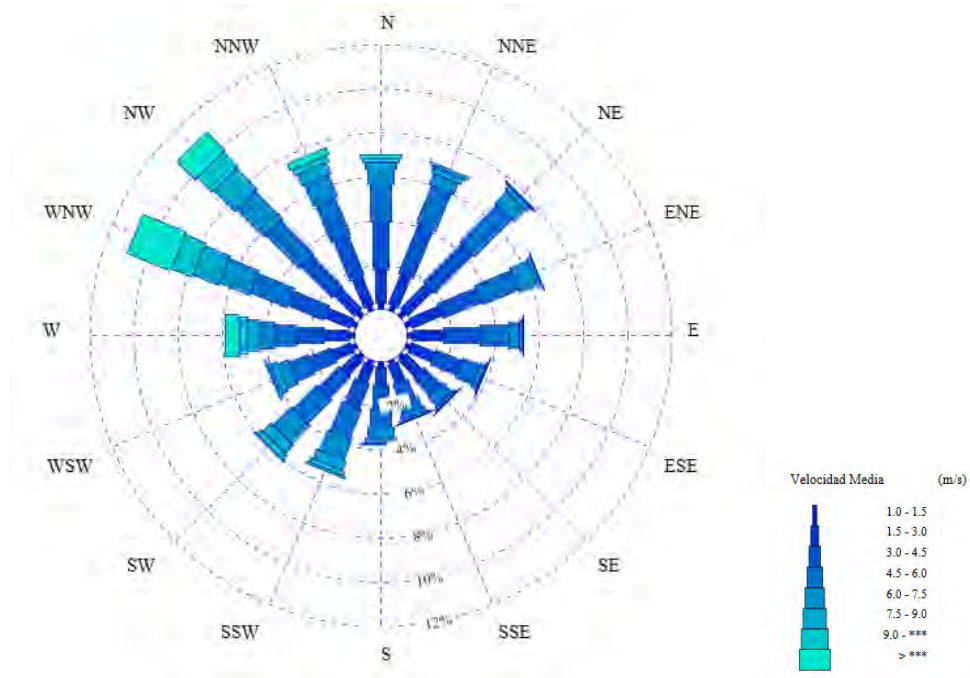 N
NNW
NNE
NW
NE
WNW
ENE
W
E
2%
4%
WSW
ESE
6%
8%
SW
SE
10%
12%
SSW
SSE
S
Velocidad Media (m/s)
1.0 - 1.5
1.5 - 3.0
3.0 - 4.5
4.5 - 6.0
6.0 - 7.5
7.5 - 9.0
9.0 - ***
> ***